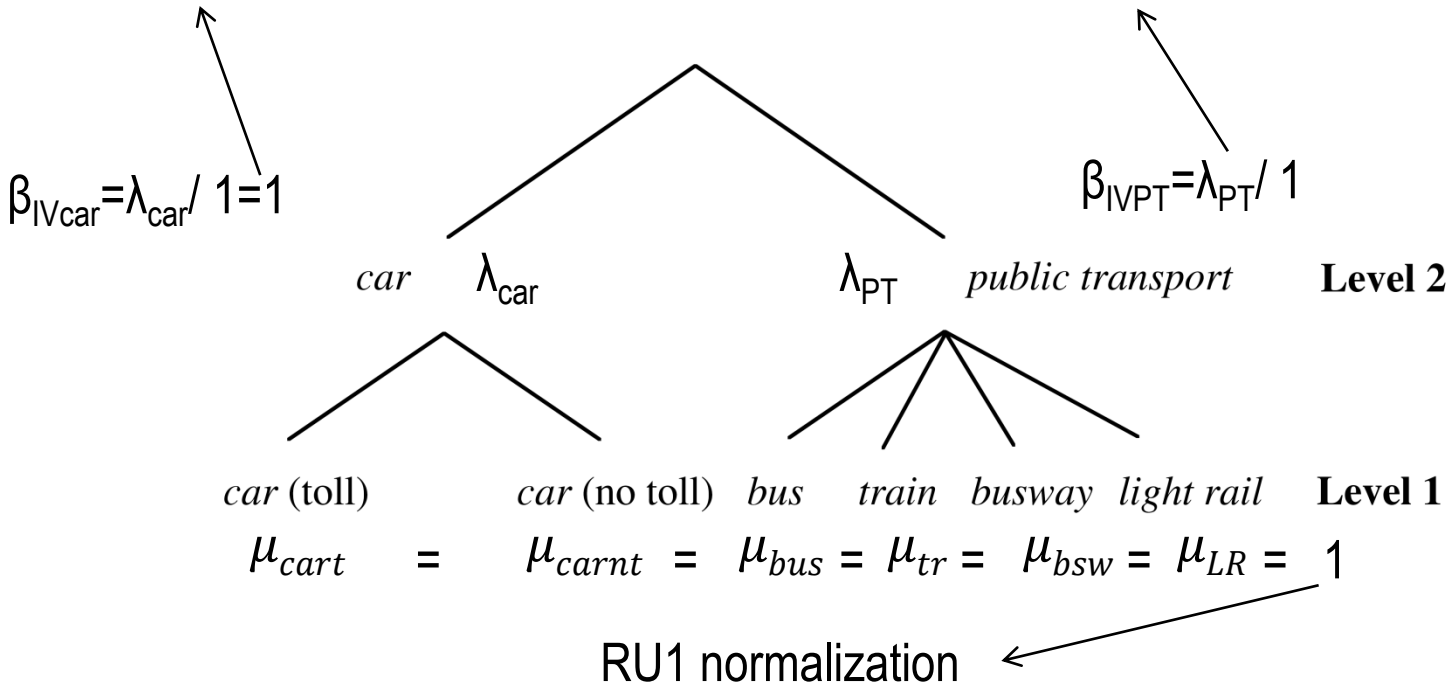 β_IVcar=λ_car/ 1=1
β_IVPT=λ_PT/ 1
car λ_car λ_PT public transport Level 2
car (toll) car (no toll) bus train busway light rail Level 1
μ_cart = μ_carnt = μ_bus = μ_tr = μ_bsw = μ_LR = 1
RU1 normalization